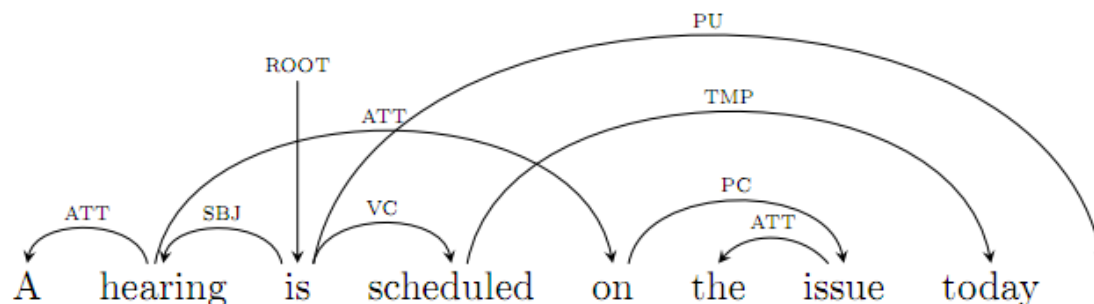 PU
ROOT
TMP
ATT
PC
ATT SBJ VC ATT
A hearing is scheduled on the issue today